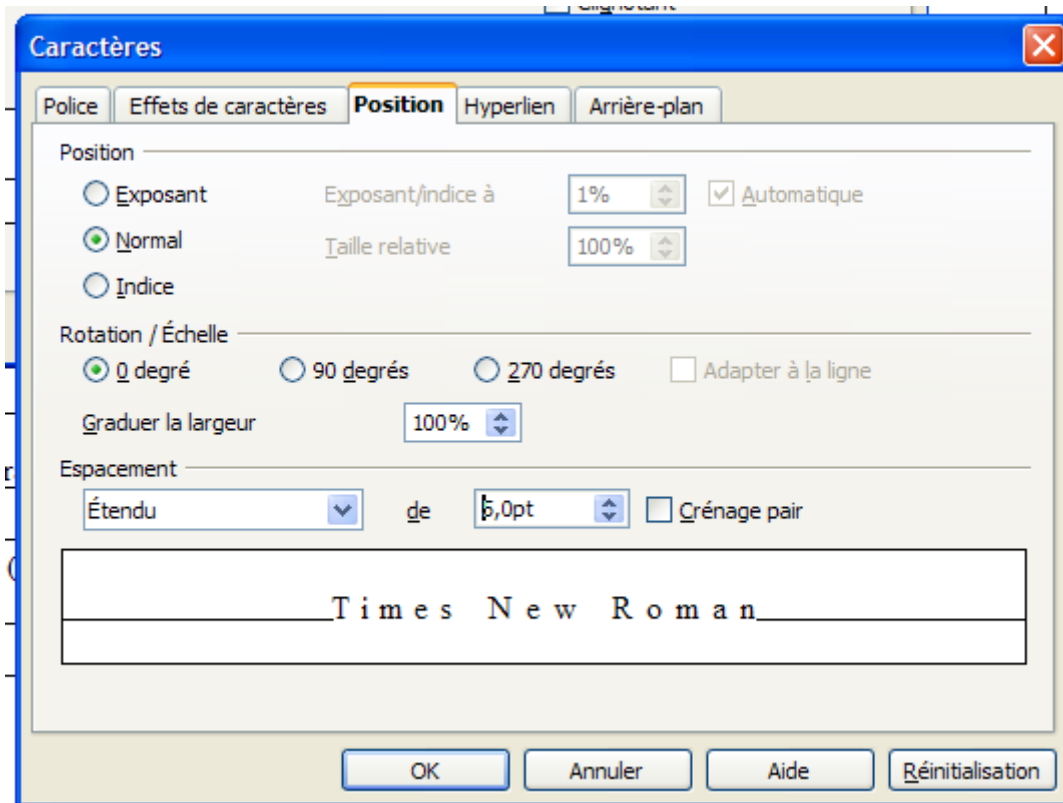 Clignotant
Caractères
Police Effets de caractères Position Hyperlien Arrière-plan
Position
Exposant Exposant/indice à 1% Automatique
Normal Taille relative 100%
Indice
Rotation / Échelle
0 degré 90 degrés 270 degrés Adapter à la ligne
Graduer la largeur 100%
Espacement
Étendu de 5,0pt Crénage pair
Times New Roman
OK Annuler Aide Réinitialisation